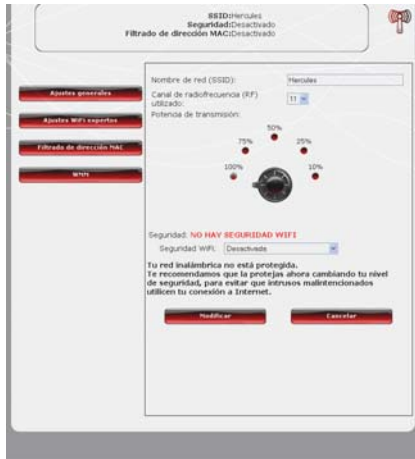 SSID:Hercules
Seguridad:Desactivado
Filtrado de dirección MAC:Desactivado
Ajustes generales
Ajustes WiFi expertos
Filtrado de dirección MAC
WMM
Nombre de red (SSID): Hercules
Canal de radiofrecuencia (RF) utilizado: 11
Potencia de transmisión:
50%
75% 25%
100% 10%
Seguridad: NO HAY SEGURIDAD WIFI
Seguridad WiFi: Desactivada
Tu red inalámbrica no está protegida.
Te recomendamos que la protejas ahora cambiando tu nivel
de seguridad, para evitar que intrusos malintencionados
utilicen tu conexión a Internet.
Modificar Cancelar